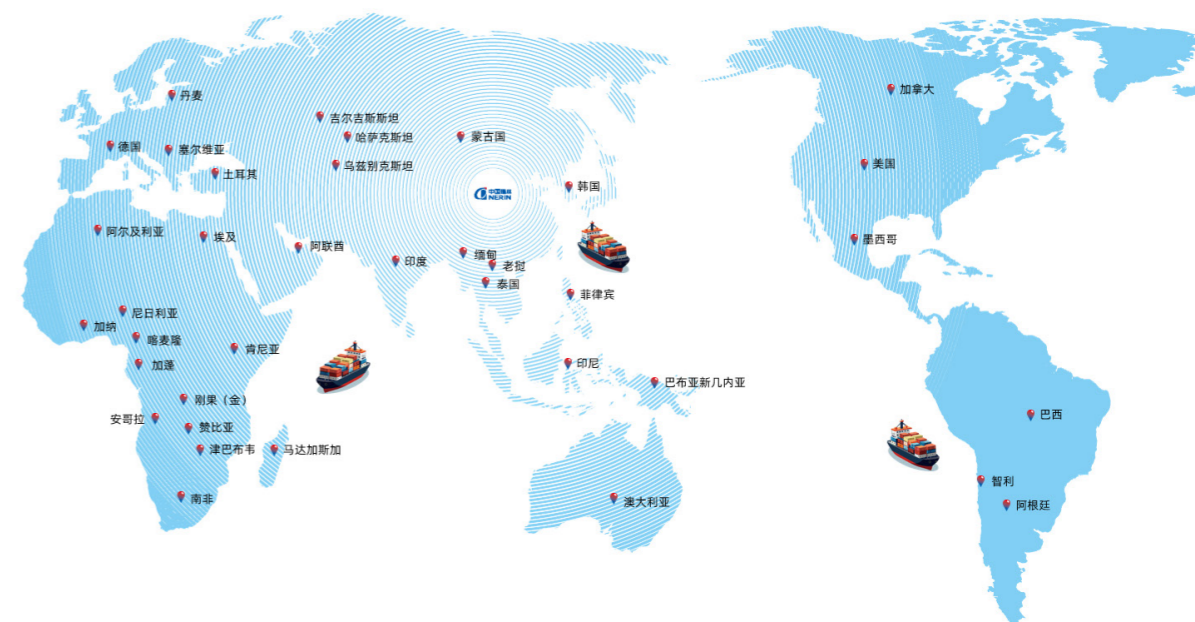 丹麦
加拿大
吉尔吉斯斯坦
德国
塞尔维亚
哈萨克斯坦
蒙古国
乌兹别克斯坦
美国
土耳其
韩国
中国瑞林
NERIN
阿尔及利亚
埃及
阿联酋
印度
缅甸
老挝
泰国
墨西哥
菲律宾
尼日利亚
加纳
喀麦隆
肯尼亚
加蓬
印尼
巴布亚新几内亚
刚果（金）
安哥拉
赞比亚
巴西
津巴布韦
马达加斯加
智利
南非
澳大利亚
阿根廷